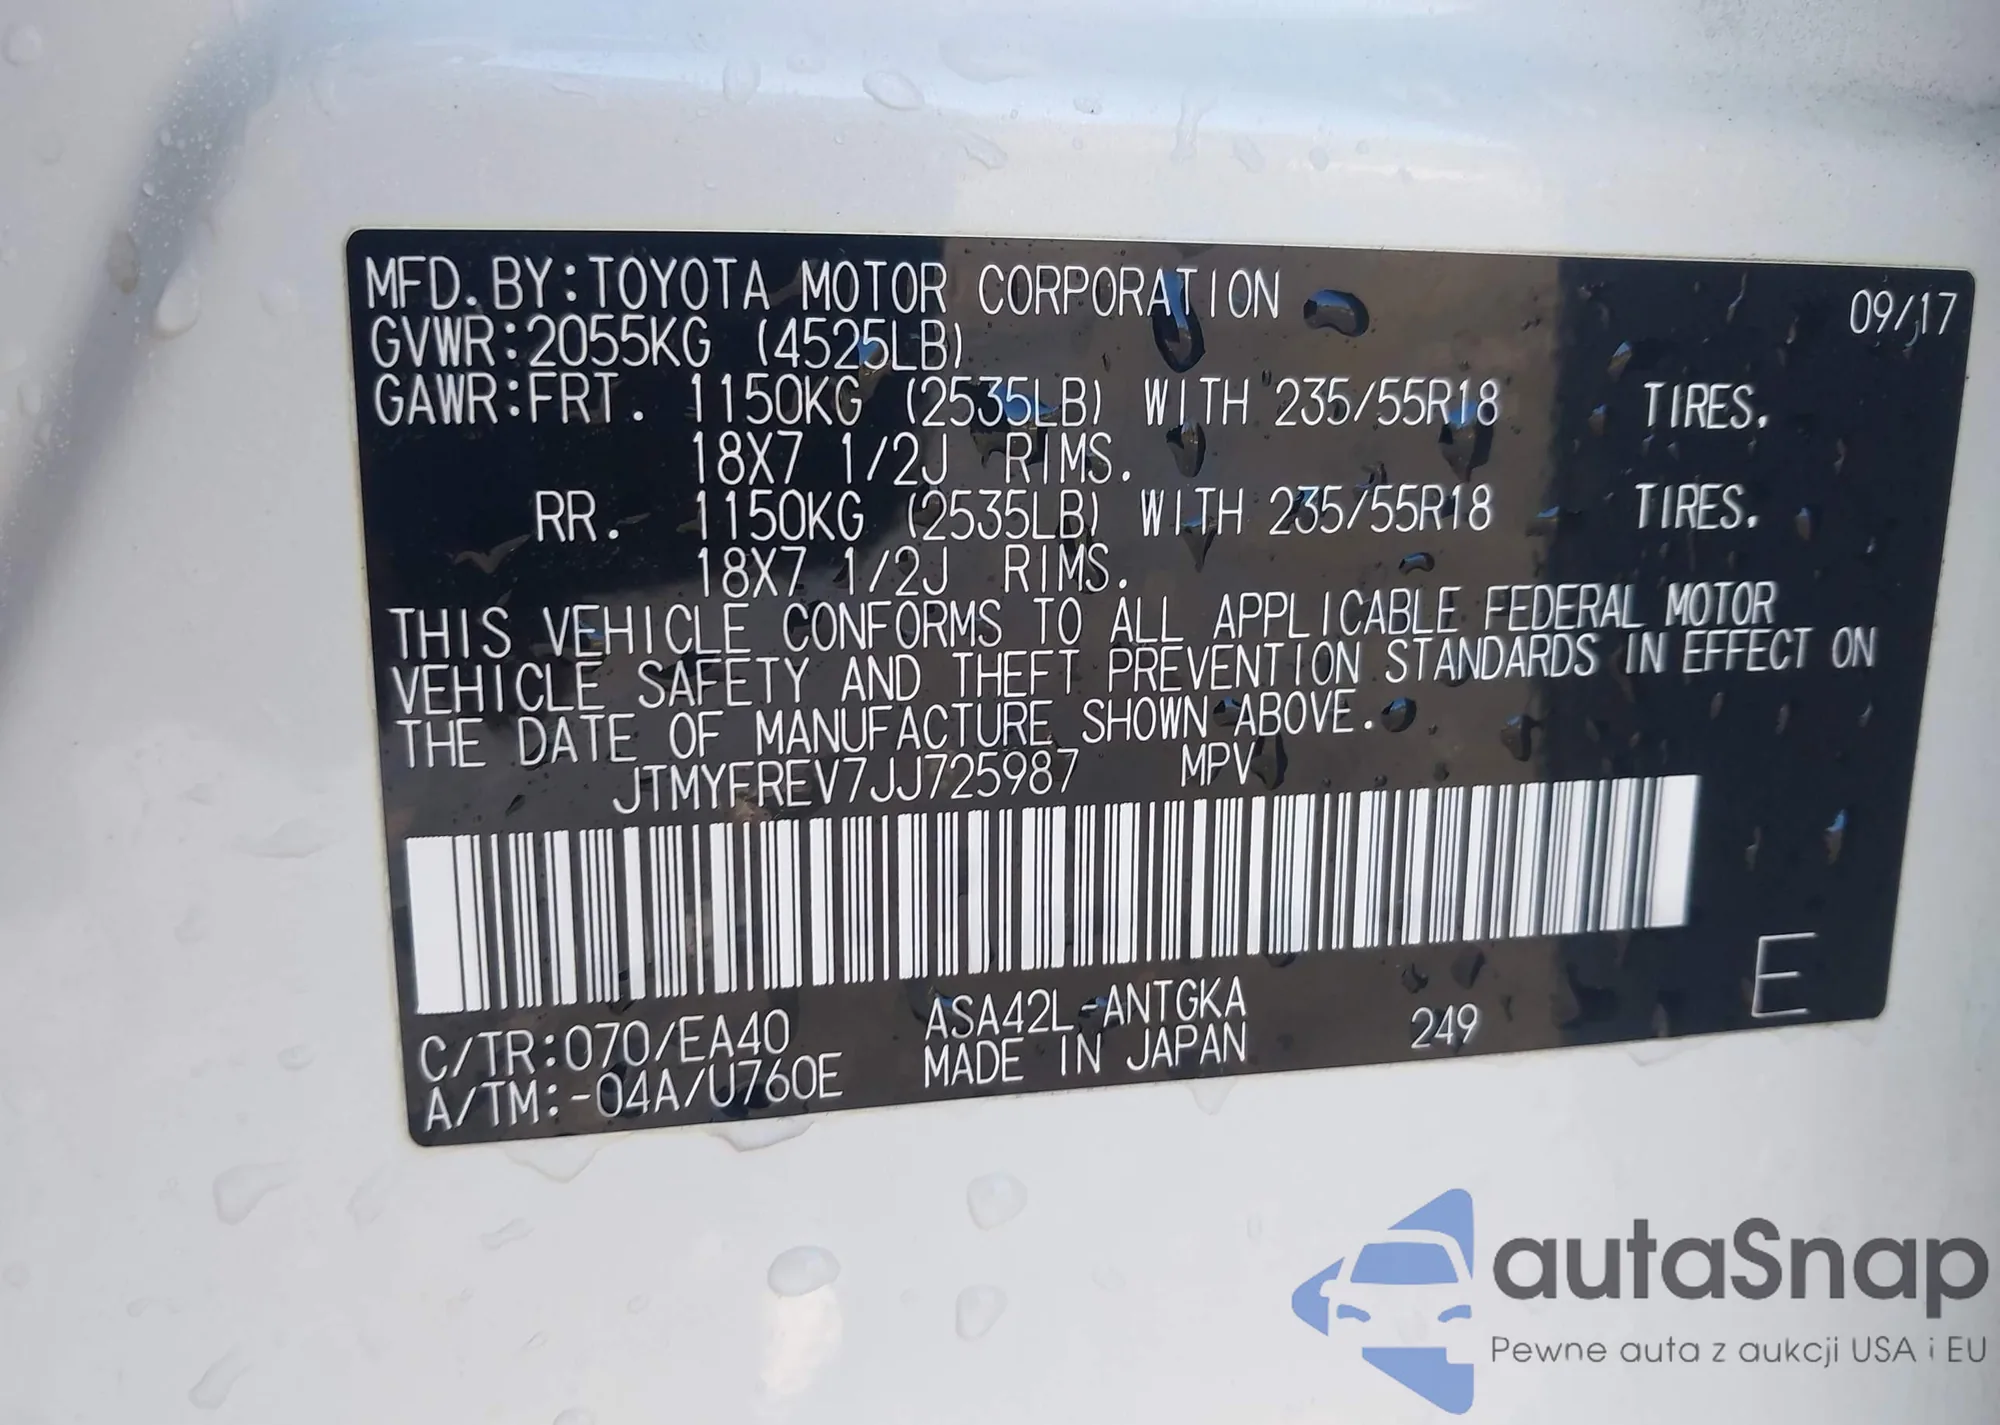 MFD. BY: TOYOTA MOTOR CORPORATION 09/17
GVWR: 2055KG (4525LB)
GAWR: FRT. 1150KG (2535LB) WITH 235/55R18 TIRES.
18X7 1/2J RIMS.
RR. 1150KG (2535LB) WITH 235/55R18 TIRES.
18X7 1/2J RIMS.
THIS VEHICLE CONFORMS TO ALL APPLICABLE FEDERAL MOTOR
VEHICLE SAFETY AND THEFT PREVENTION STANDARDS IN EFFECT ON
THE DATE OF MANUFACTURE SHOWN ABOVE.
JTMYFREV7JJ725987 MPV
E
C/TR: 070/EA40 ASA42L-ANTGKA 249
A/TM: -04A/U760E MADE IN JAPAN
autaSnap
Pewne auta z aukcji USA i EU